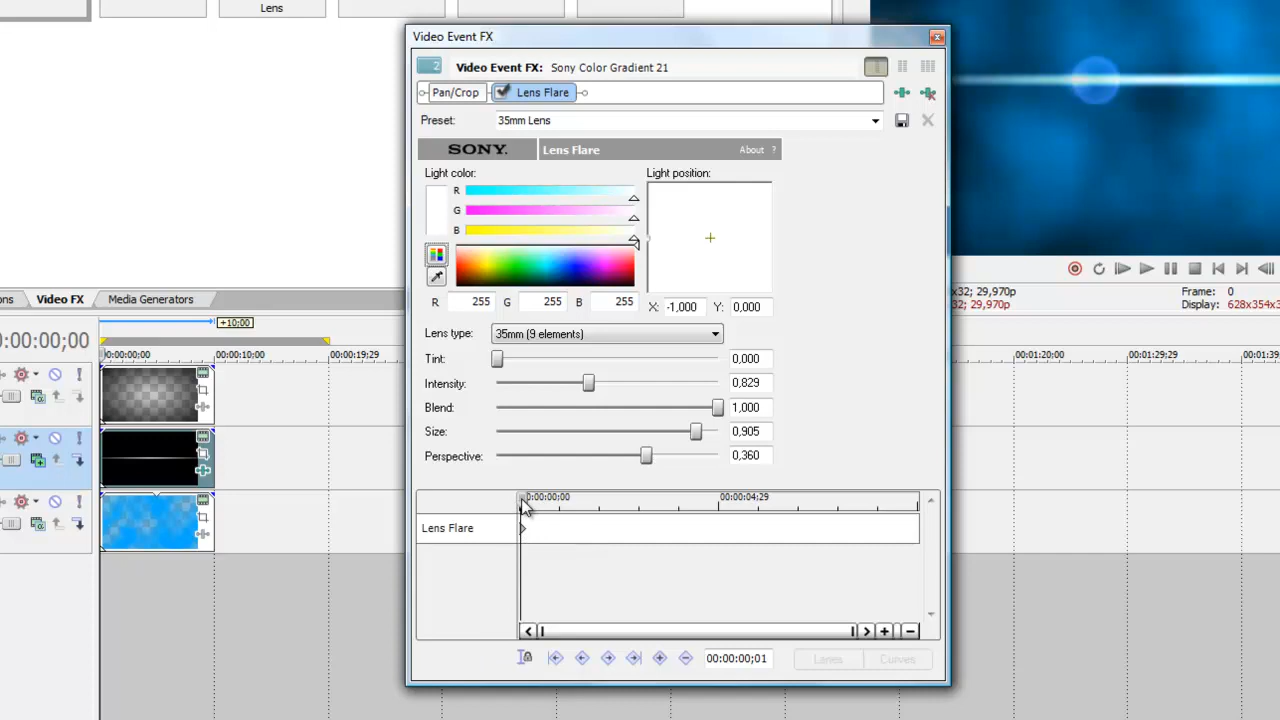 Lens
Video Event FX
2
Video Event FX: Sony Color Gradient 21
Pan/Crop
Lens Flare
Preset:
35mm Lens
SONY.
Lens Flare
About ?
Light color:
Light position:
R
G
B
R 255 G 255 B 255
X: -1,000 Y: 0,000
Lens type:
35mm (9 elements)
Tint:
0,000
Intensity:
0,829
Blend:
1,000
Size:
0,905
Perspective:
0,360
0:00:00;00
00:00:04;29
Lens Flare
00:00:00;01
Lanes
Curves
ons
Video FX
Media Generators
+10;00
0:00:00;00
00:00:00;00
00:00:10;00
00:00:19;29
x32; 29,970p
x32; 29,970p
Frame: 0
Display: 628x354x3
00:01:20;00
00:01:29;29
00:01:39